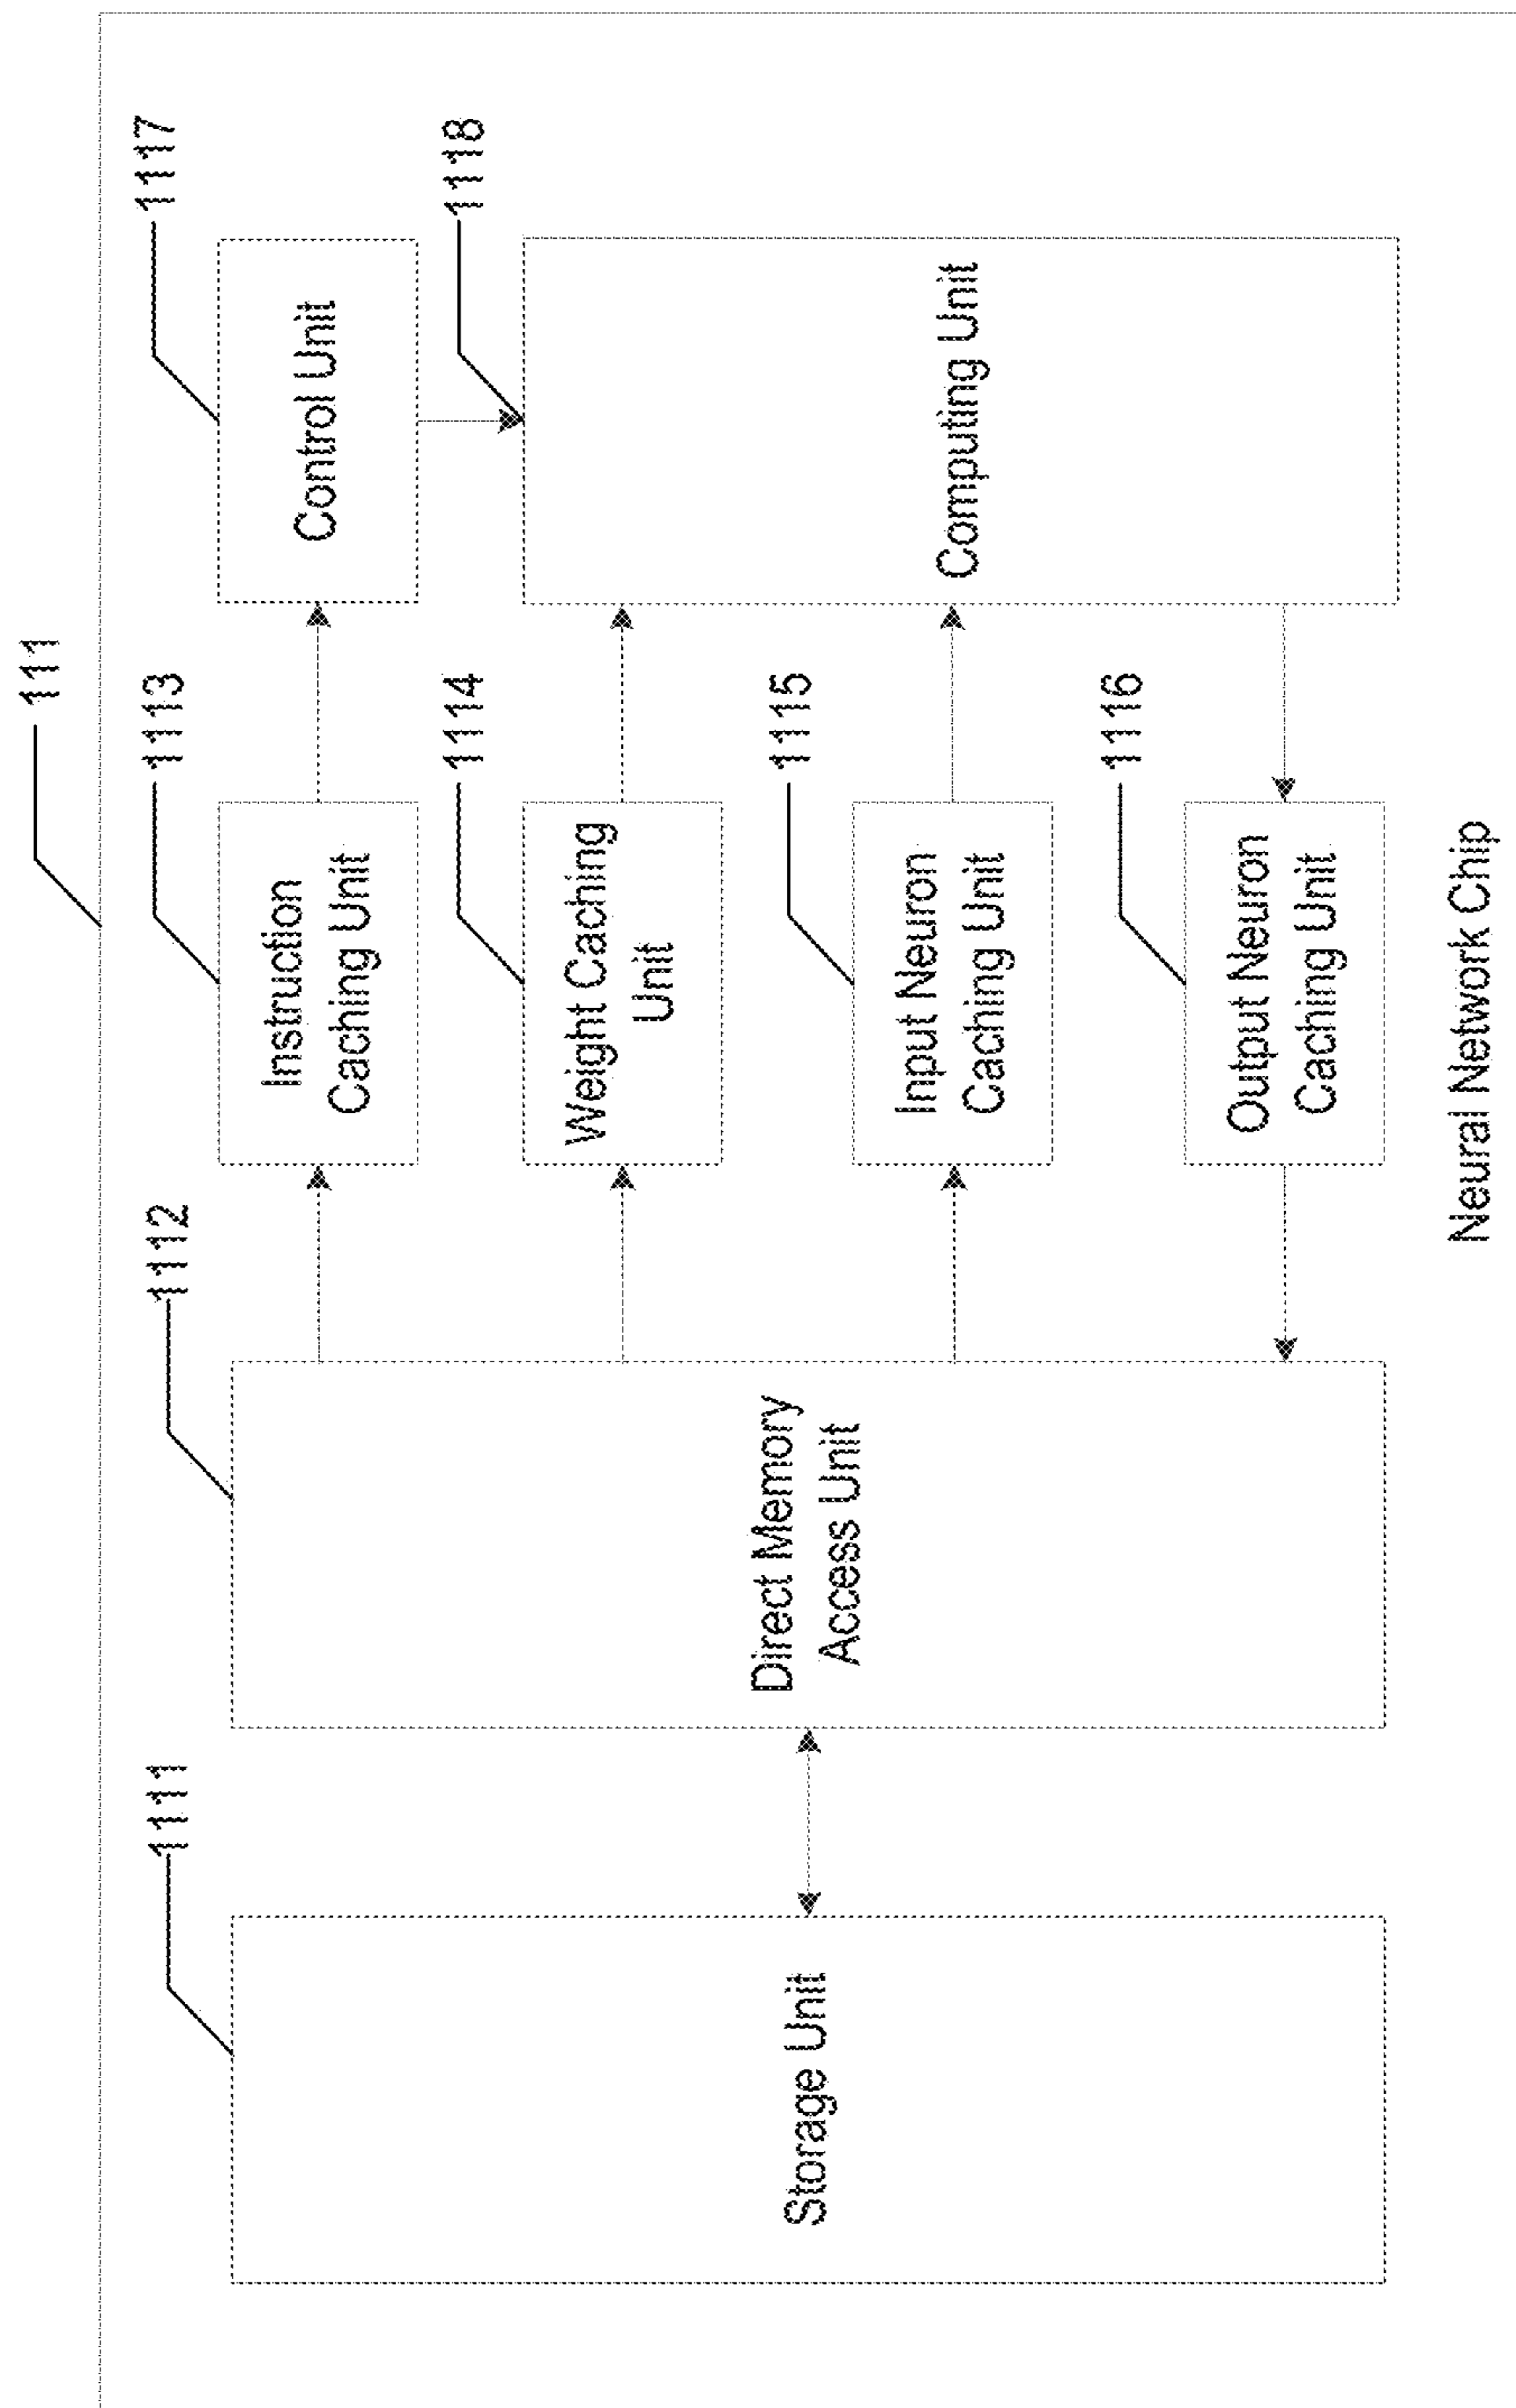 111
1111
Storage Unit
1112
Direct Memory
Access Unit
1113
Instruction
Caching Unit
1114
Weight Caching
Unit
1115
Input Neuron
Caching Unit
1116
Output Neuron
Caching Unit
1117
Control Unit
1118
Computing Unit
Neural Network Chip